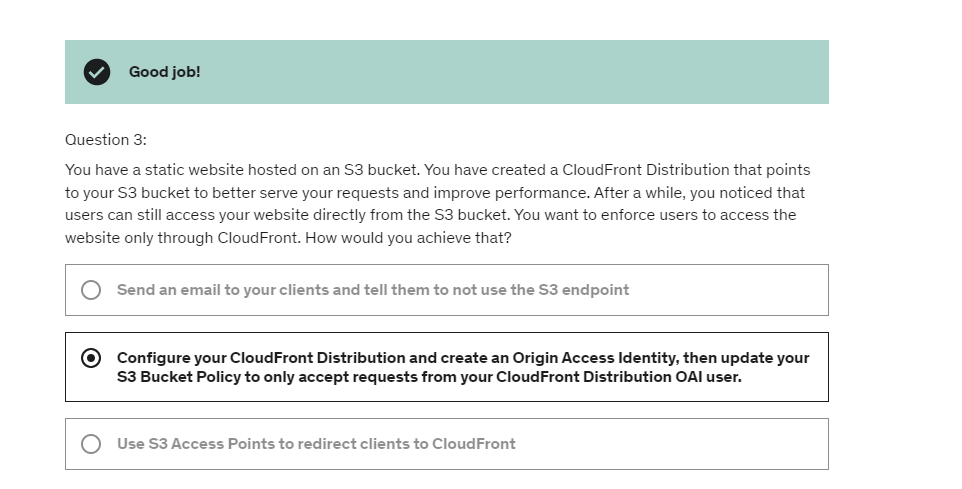 Good job!
Question 3:
You have a static website hosted on an S3 bucket. You have created a CloudFront Distribution that points
to your S3 bucket to better serve your requests and improve performance. After a while, you noticed that
users can still access your website directly from the S3 bucket. You want to enforce users to access the
website only through CloudFront. How would you achieve that?
Send an email to your clients and tell them to not use the S3 endpoint
Configure your CloudFront Distribution and create an Origin Access Identity, then update your
S3 Bucket Policy to only accept requests from your CloudFront Distribution OAI user.
Use S3 Access Points to redirect clients to CloudFront